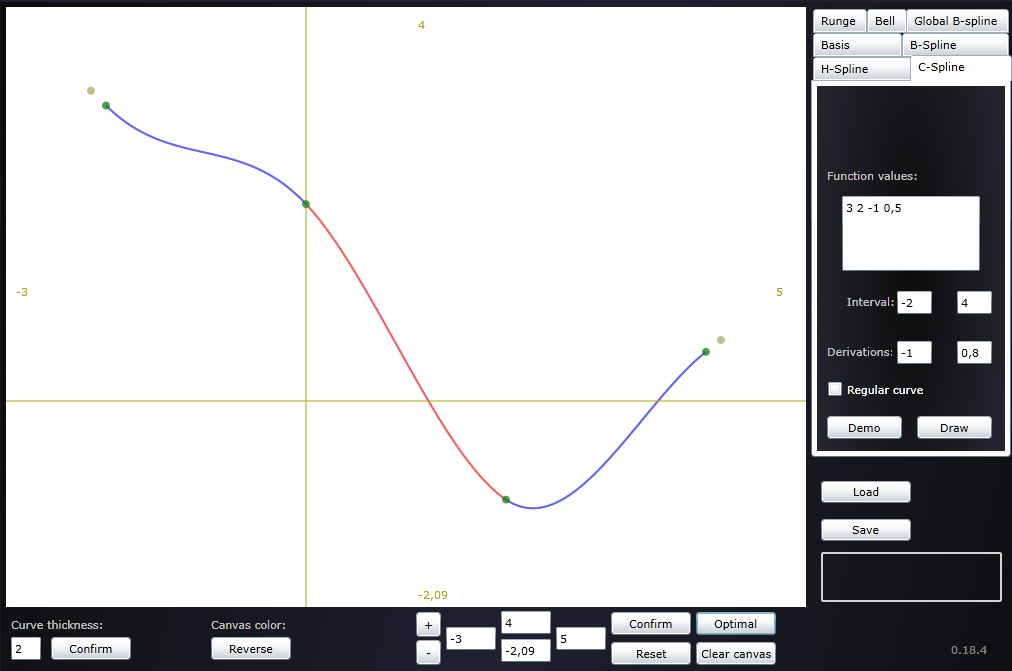 4
-3
5
-2,09
Runge Bell Global B-spline
Basis B-Spline
H-Spline C-Spline
Function values:
3 2 -1 0,5
Interval: -2 4
Derivations: -1 0,8
Regular curve
Demo Draw
Load
Save
Curve thickness:
2 Confirm
Canvas color:
Reverse
+
-
-3
4
-2,09
5
Confirm Optimal
Reset Clear canvas
0.18.4